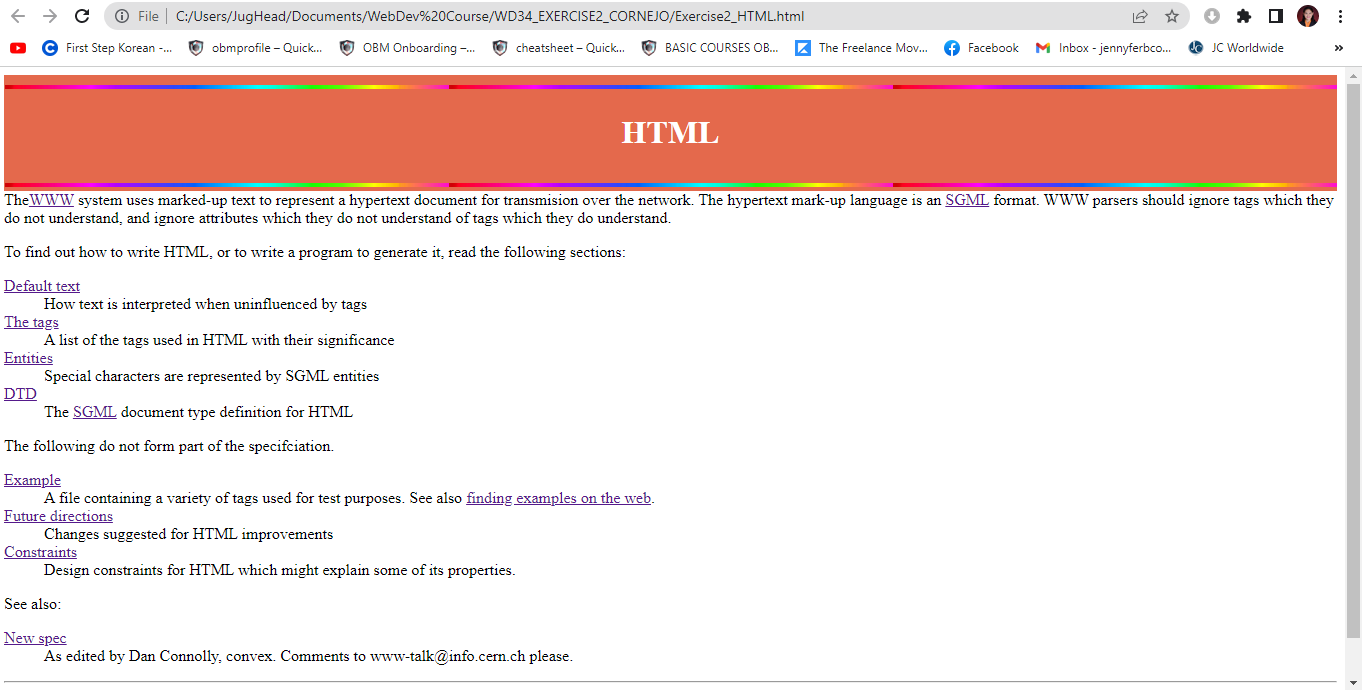 File | C:/Users/JugHead/Documents/WebDev%20Course/WD34_EXERCISE2_CORNEJO/Exercise2_HTML.html
First Step Korean -... obmprofile – Quick... OBM Onboarding –... cheatsheet – Quick... BASIC COURSES OB... The Freelance Mov... Facebook Inbox - jennyferbco... JC Worldwide »
HTML
TheWWW system uses marked-up text to represent a hypertext document for transmision over the network. The hypertext mark-up language is an SGML format. WWW parsers should ignore tags which they
do not understand, and ignore attributes which they do not understand of tags which they do understand.
To find out how to write HTML, or to write a program to generate it, read the following sections:
Default text
How text is interpreted when uninfluenced by tags
The tags
A list of the tags used in HTML with their significance
Entities
Special characters are represented by SGML entities
DTD
The SGML document type definition for HTML
The following do not form part of the specifciation.
Example
A file containing a variety of tags used for test purposes. See also finding examples on the web.
Future directions
Changes suggested for HTML improvements
Constraints
Design constraints for HTML which might explain some of its properties.
See also:
New spec
As edited by Dan Connolly, convex. Comments to www-talk@info.cern.ch please.